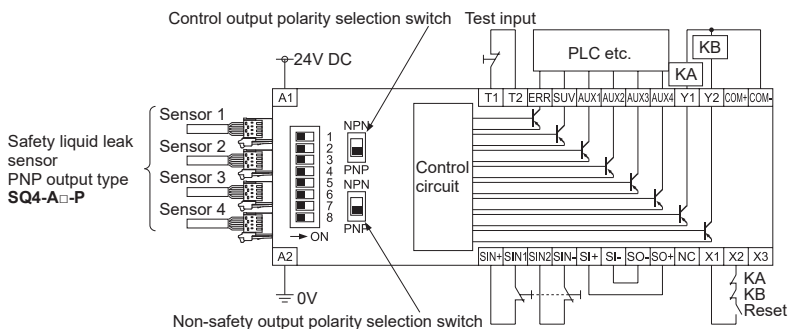 Control output polarity selection switch
Test input
24V DC
PLC etc.
KA
KB
A1
T1 T2 ERR SUV AUX1 AUX2 AUX3 AUX4 Y1 Y2 COM+ COM-
Safety liquid leak
sensor
PNP output type
SQ4-A□-P
Sensor 1
Sensor 2
Sensor 3
Sensor 4
1
2
3
4
5
6
7
8
→ ON
NPN
PNP
NPN
PNP
Control
circuit
A2
SIN+ SIN1 SIN2 SIN- SI+ SI- SO- SO+ NC X1 X2 X3
0V
KA
KB
Reset
Non-safety output polarity selection switch